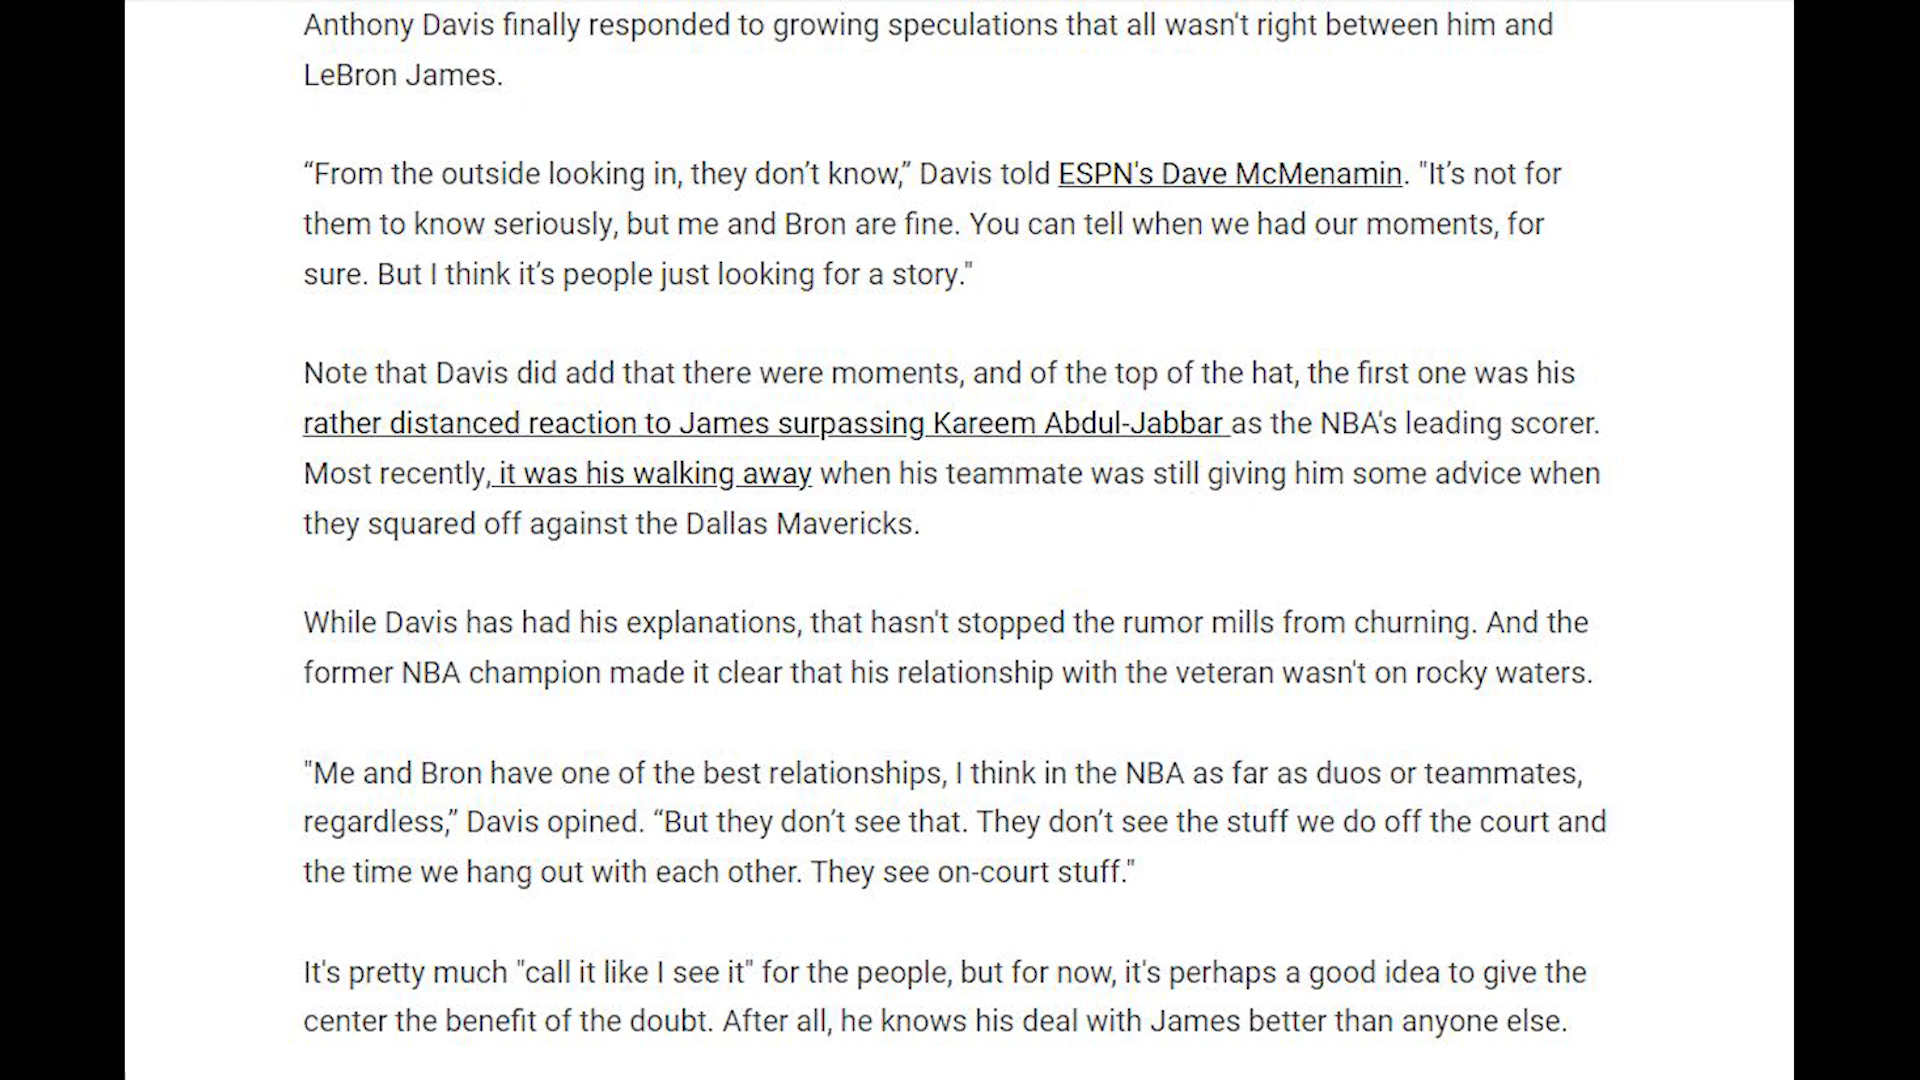 Anthony Davis finally responded to growing speculations that all wasn't right between him and
LeBron James.
“From the outside looking in, they don’t know,” Davis told ESPN's Dave McMenamin. "It’s not for
them to know seriously, but me and Bron are fine. You can tell when we had our moments, for
sure. But I think it’s people just looking for a story."
Note that Davis did add that there were moments, and of the top of the hat, the first one was his
rather distanced reaction to James surpassing Kareem Abdul-Jabbar as the NBA's leading scorer.
Most recently, it was his walking away when his teammate was still giving him some advice when
they squared off against the Dallas Mavericks.
While Davis has had his explanations, that hasn't stopped the rumor mills from churning. And the
former NBA champion made it clear that his relationship with the veteran wasn't on rocky waters.
"Me and Bron have one of the best relationships, I think in the NBA as far as duos or teammates,
regardless,” Davis opined. “But they don’t see that. They don’t see the stuff we do off the court and
the time we hang out with each other. They see on-court stuff."
It's pretty much "call it like I see it" for the people, but for now, it's perhaps a good idea to give the
center the benefit of the doubt. After all, he knows his deal with James better than anyone else.